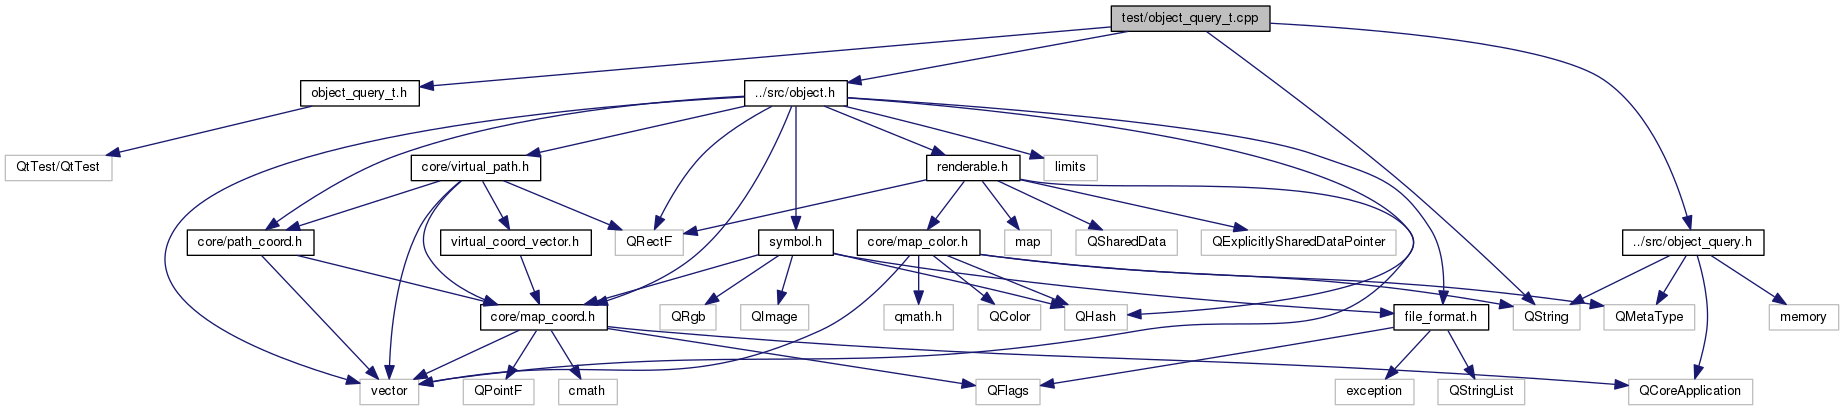 test/object_query_t.cpp
object_query_t.h
../src/object.h
QtTest/QtTest
core/virtual_path.h
renderable.h
limits
core/path_coord.h
virtual_coord_vector.h
QRectF
symbol.h
core/map_color.h
map
QSharedData
QExplicitlySharedDataPointer
../src/object_query.h
core/map_coord.h
QRgb
QImage
qmath.h
QColor
QHash
file_format.h
QString
QMetaType
memory
vector
QPointF
cmath
QFlags
exception
QStringList
QCoreApplication